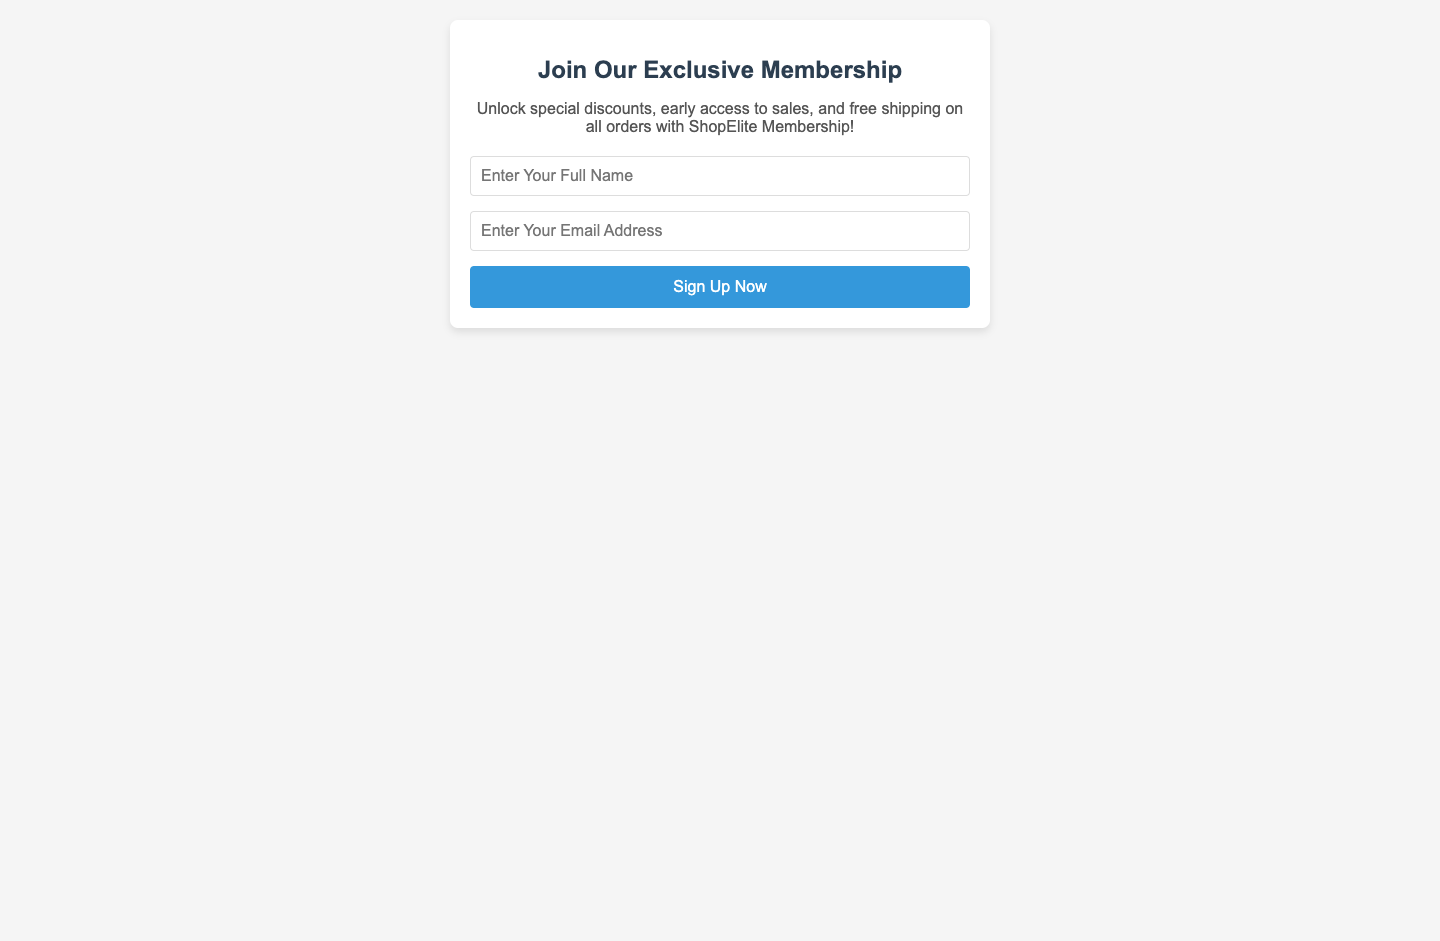 Join Our Exclusive Membership
Unlock special discounts, early access to sales, and free shipping on
all orders with ShopElite Membership!
Enter Your Full Name
Enter Your Email Address
Sign Up Now